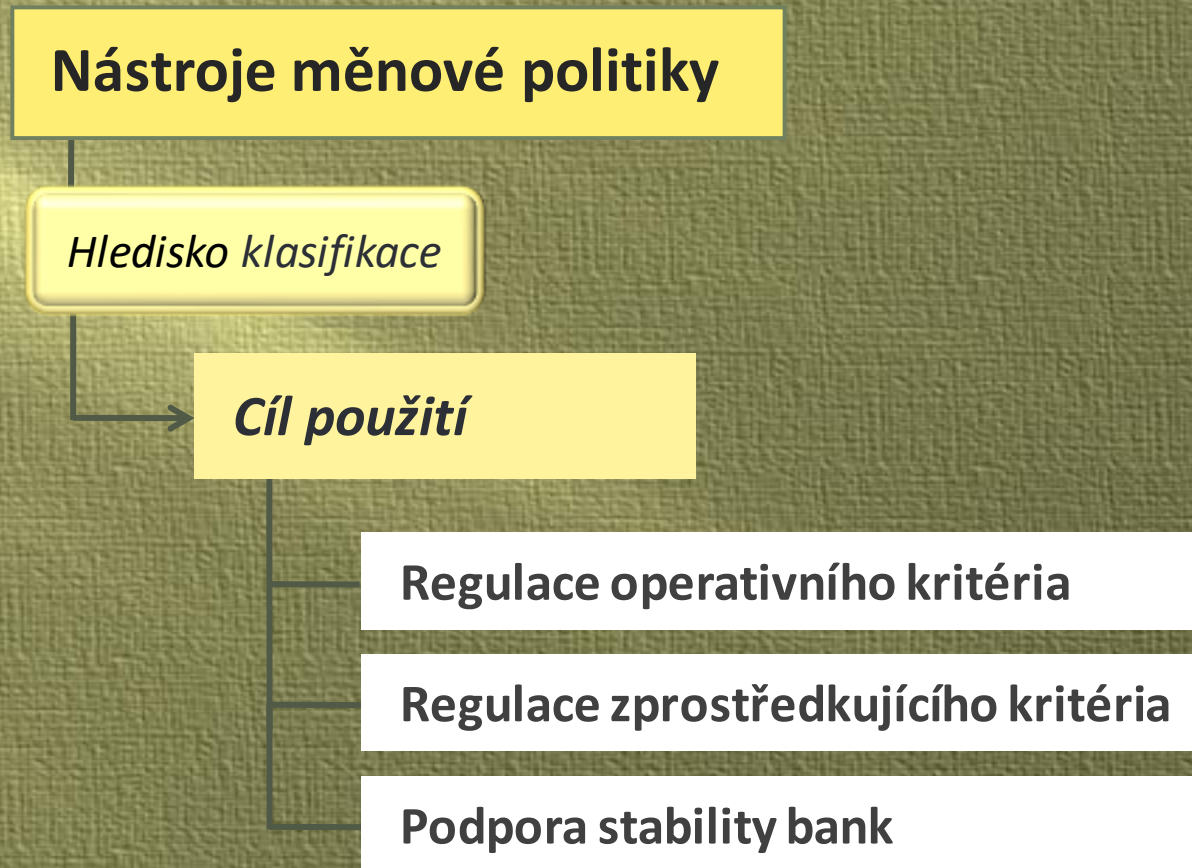 Nástroje měnové politiky
Hledisko klasifikace
Cíl použití
Regulace operativního kritéria
Regulace zprostředkujícího kritéria
Podpora stability bank